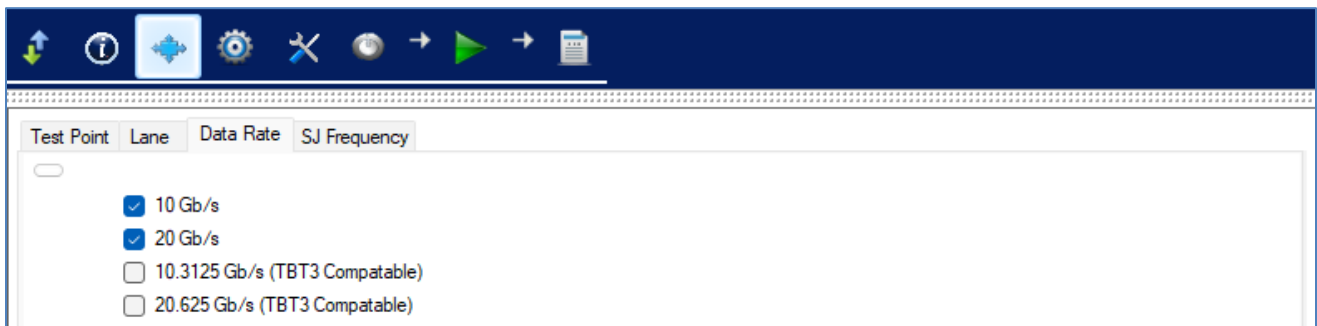 Test Point Lane Data Rate SJ Frequency
10 Gb/s
20 Gb/s
10.3125 Gb/s (TBT3 Compatable)
20.625 Gb/s (TBT3 Compatable)